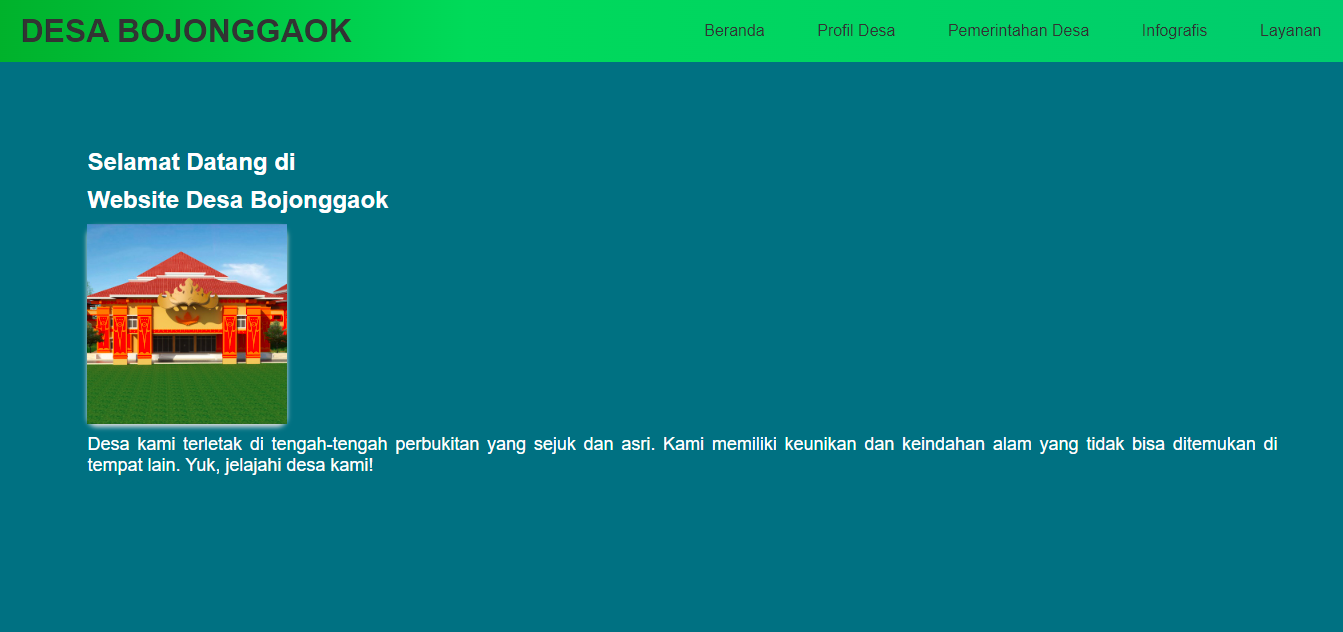 DESA BOJONGGAOK
Beranda
Profil Desa
Pemerintahan Desa
Infografis
Layanan
Selamat Datang di
Website Desa Bojonggaok
Desa kami terletak di tengah-tengah perbukitan yang sejuk dan asri. Kami memiliki keunikan dan keindahan alam yang tidak bisa ditemukan di
tempat lain. Yuk, jelajahi desa kami!